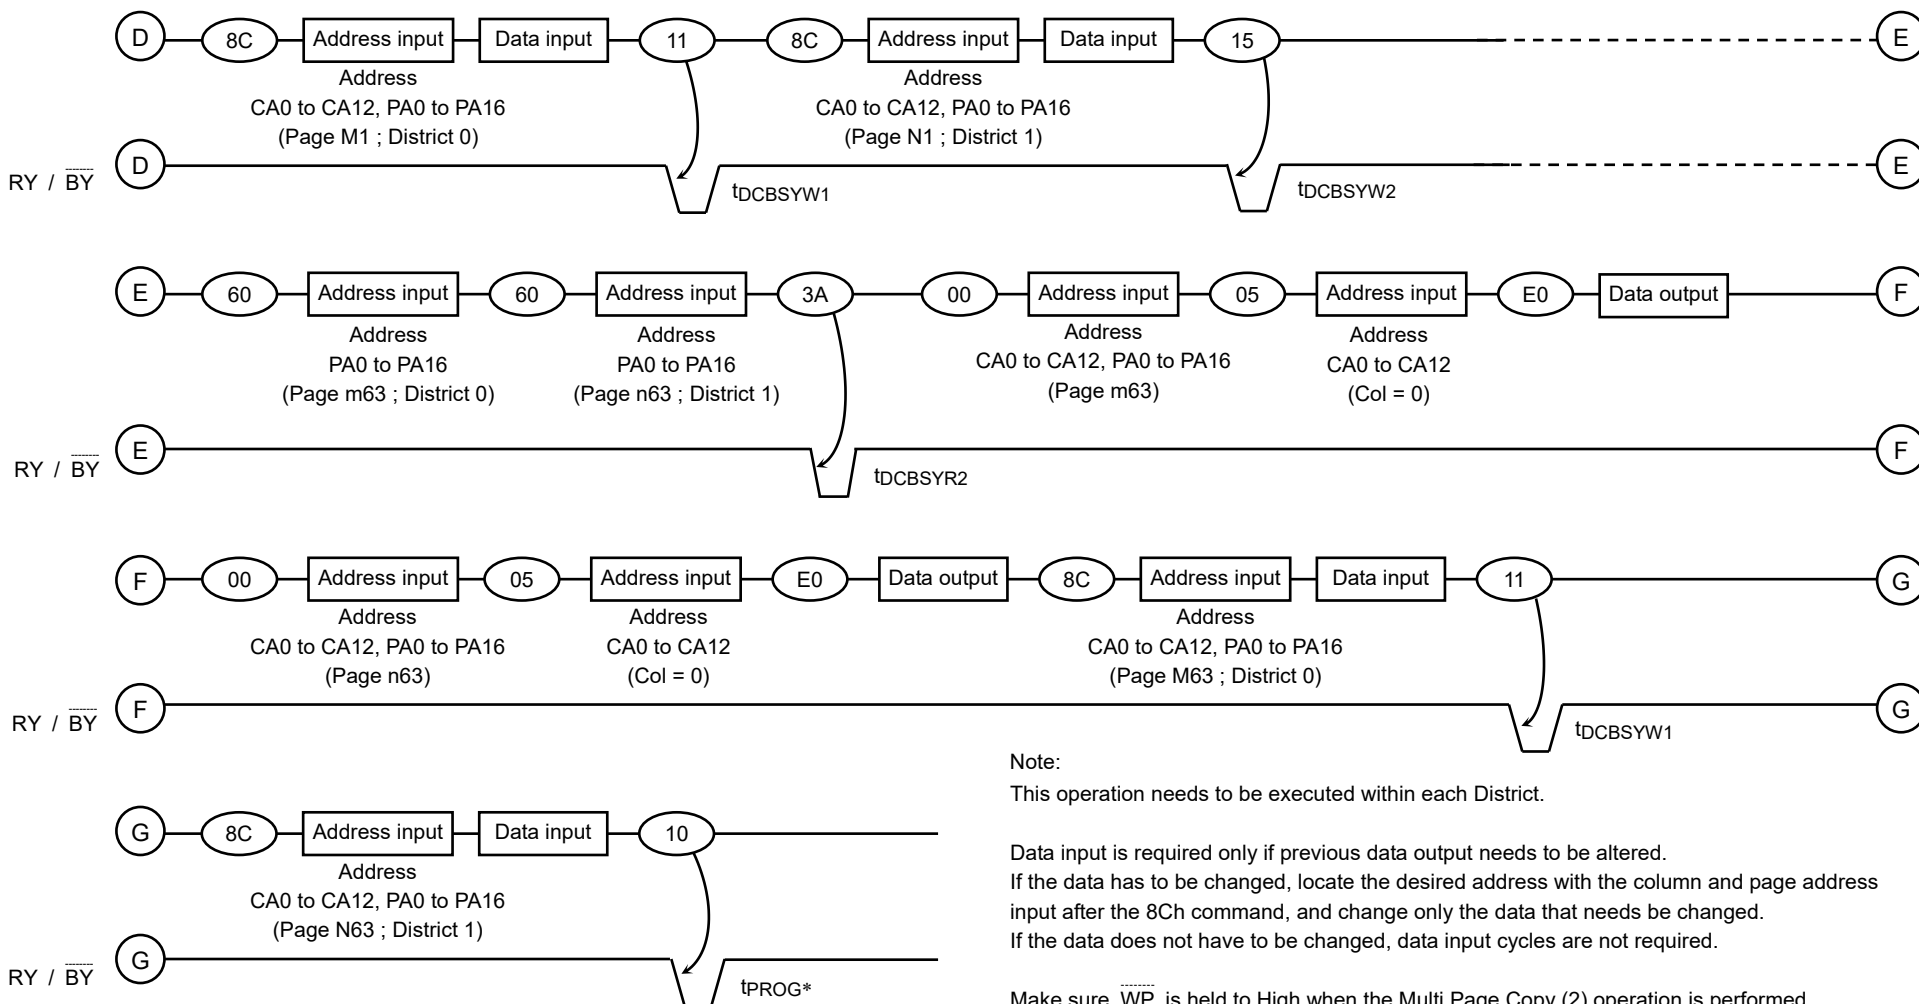 D 8C Address input Data input 11 8C Address input Data input 15 E
Address Address
CA0 to CA12, PA0 to PA16 CA0 to CA12, PA0 to PA16
(Page M1 ; District 0) (Page N1 ; District 1)
RY / BY D tDCBSYW1 tDCBSYW2 E
E 60 Address input 60 Address input 3A 00 Address input 05 Address input E0 Data output F
Address Address Address Address
PA0 to PA16 PA0 to PA16 CA0 to CA12, PA0 to PA16 CA0 to CA12
(Page m63 ; District 0) (Page n63 ; District 1) (Page m63) (Col = 0)
RY / BY E tDCBSYR2 F
F 00 Address input 05 Address input E0 Data output 8C Address input Data input 11 G
Address Address Address
CA0 to CA12, PA0 to PA16 CA0 to CA12 CA0 to CA12, PA0 to PA16
(Page n63) (Col = 0) (Page M63 ; District 0)
RY / BY F tDCBSYW1 G
G 8C Address input Data input 10
Address
CA0 to CA12, PA0 to PA16
(Page N63 ; District 1)
RY / BY G tPROG*
Note:
This operation needs to be executed within each District.
Data input is required only if previous data output needs to be altered.
If the data has to be changed, locate the desired address with the column and page address
input after the 8Ch command, and change only the data that needs be changed.
If the data does not have to be changed, data input cycles are not required.
Make sure WP is held to High when the Multi Page Copy (2) operation is performed.